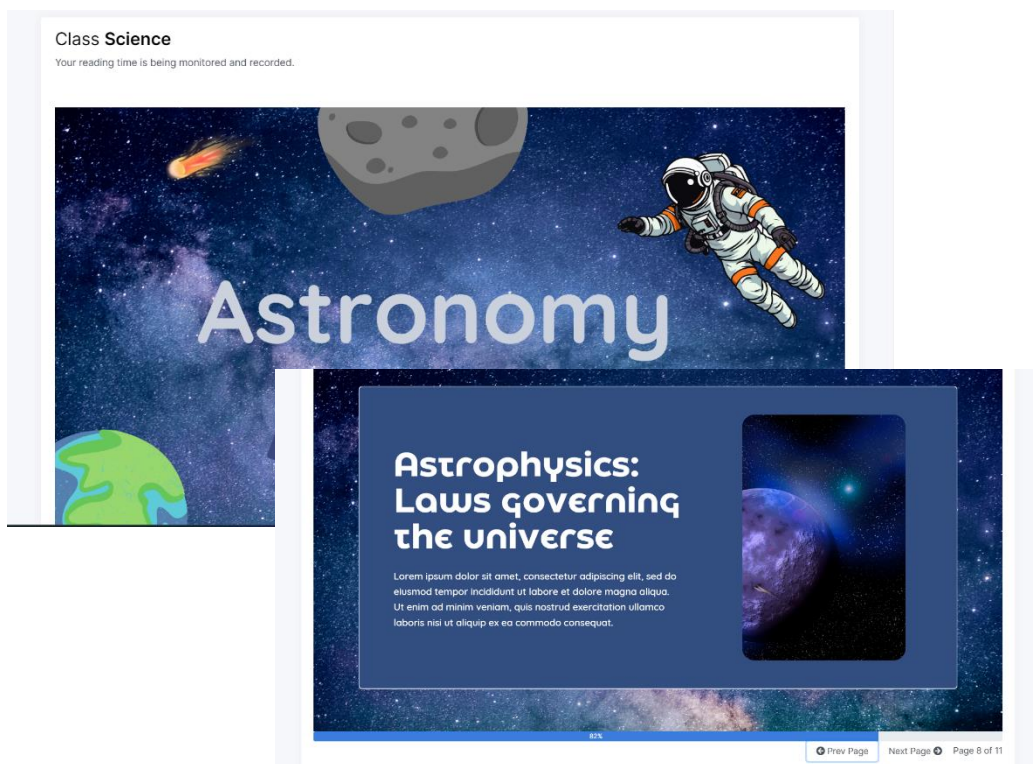 Class Science
Your reading time is being monitored and recorded.
Astronomy
Astrophysics:
Laws governing
the universe
Lorem ipsum dolor sit amet, consectetur adipiscing elit, sed do
eiusmod tempor incididunt ut labore et dolore magna aliqua.
Ut enim ad minim veniam, quis nostrud exercitation ullamco
laboris nisi ut aliquip ex ea commodo consequat.
82%
Prev Page Next Page Page 8 of 11